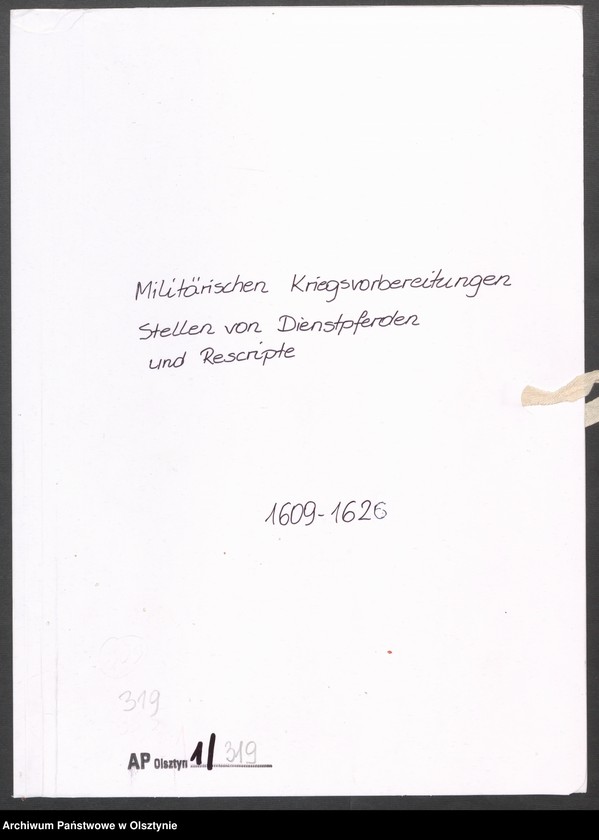 Militärischen Kriegsvorbereitungen
Stellen von Dienstpferden
und Rescripte
1609-1626
319
AP Olsztyn 1/319
Archiwum Państwowe w Olsztynie